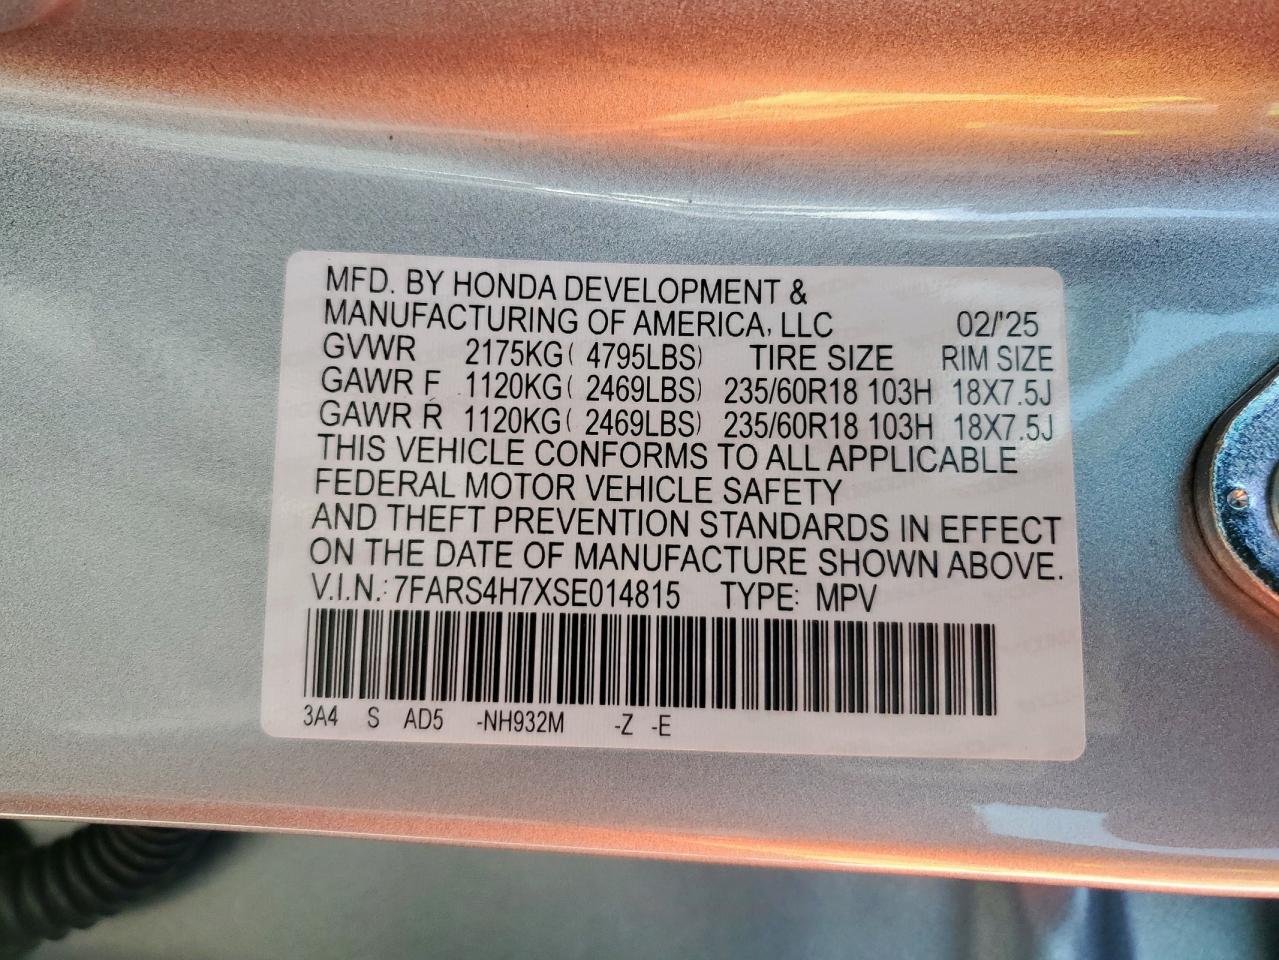 MFD. BY HONDA DEVELOPMENT &
MANUFACTURING OF AMERICA, LLC 02/'25
GVWR 2175KG( 4795LBS) TIRE SIZE RIM SIZE
GAWR F 1120KG( 2469LBS) 235/60R18 103H 18X7.5J
GAWR R 1120KG( 2469LBS) 235/60R18 103H 18X7.5J
THIS VEHICLE CONFORMS TO ALL APPLICABLE
FEDERAL MOTOR VEHICLE SAFETY
AND THEFT PREVENTION STANDARDS IN EFFECT
ON THE DATE OF MANUFACTURE SHOWN ABOVE.
V.I.N.: 7FARS4H7XSE014815 TYPE: MPV
3A4 S AD5 -NH932M -Z -E